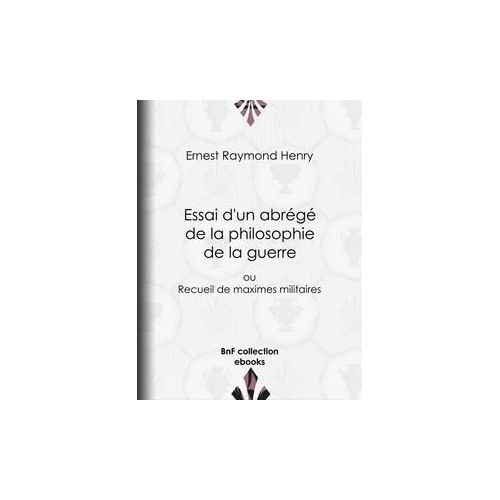 Ernest Raymond Henry
Essai d'un abrégé
de la philosophie
de la guerre
ou
Recueil de maximes militaires
BnF collection
ebooks